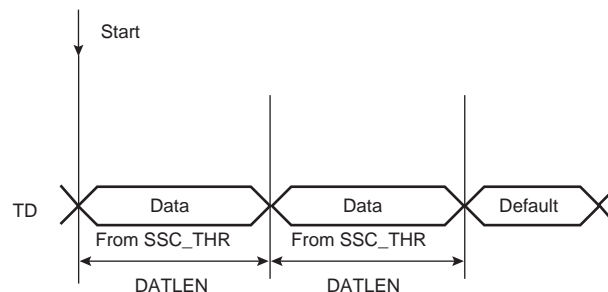 Start
TD
Data
Data
Default
From SSC_THR
From SSC_THR
DATLEN
DATLEN